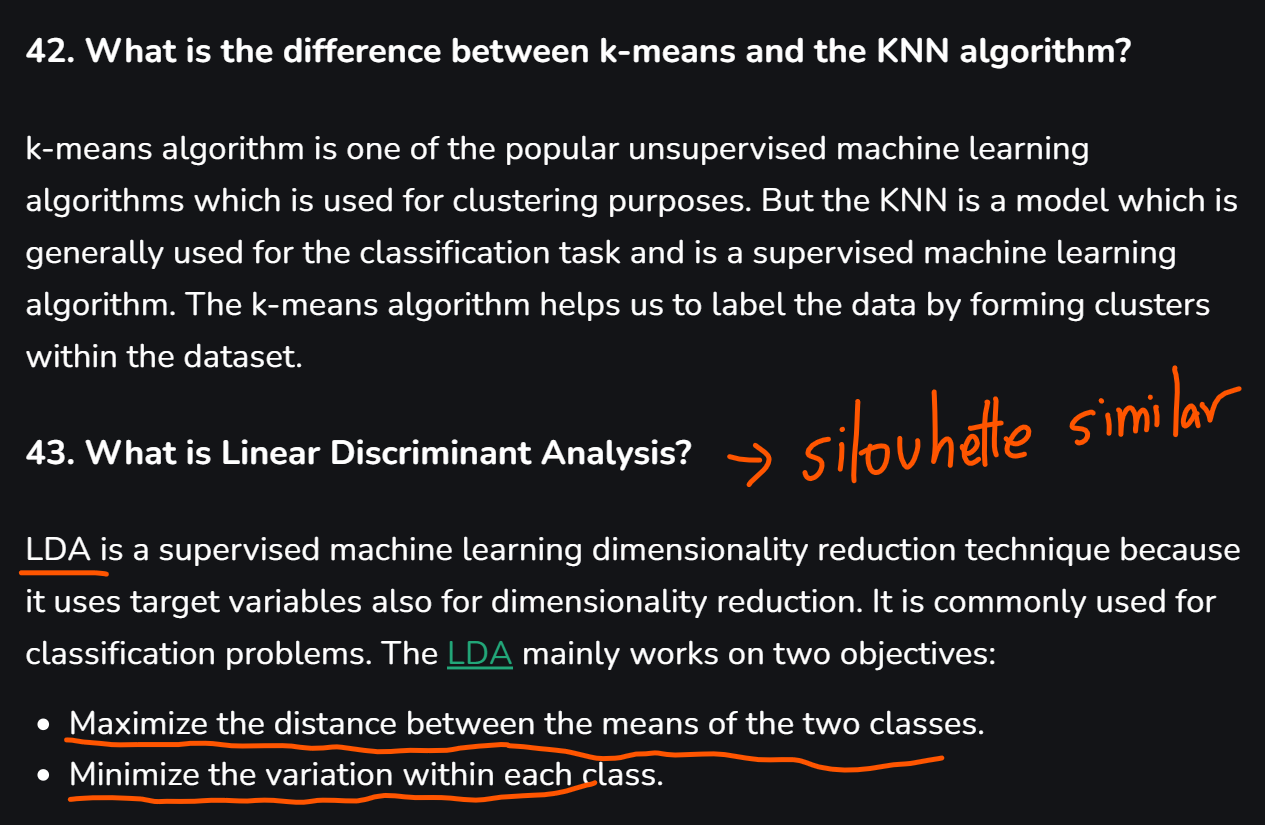 42. What is the difference between k-means and the KNN algorithm?
k-means algorithm is one of the popular unsupervised machine learning
algorithms which is used for clustering purposes. But the KNN is a model which is
generally used for the classification task and is a supervised machine learning
algorithm. The k-means algorithm helps us to label the data by forming clusters
within the dataset.
43. What is Linear Discriminant Analysis? → silouhette similar
LDA is a supervised machine learning dimensionality reduction technique because
it uses target variables also for dimensionality reduction. It is commonly used for
classification problems. The LDA mainly works on two objectives:
• Maximize the distance between the means of the two classes.
• Minimize the variation within each class.